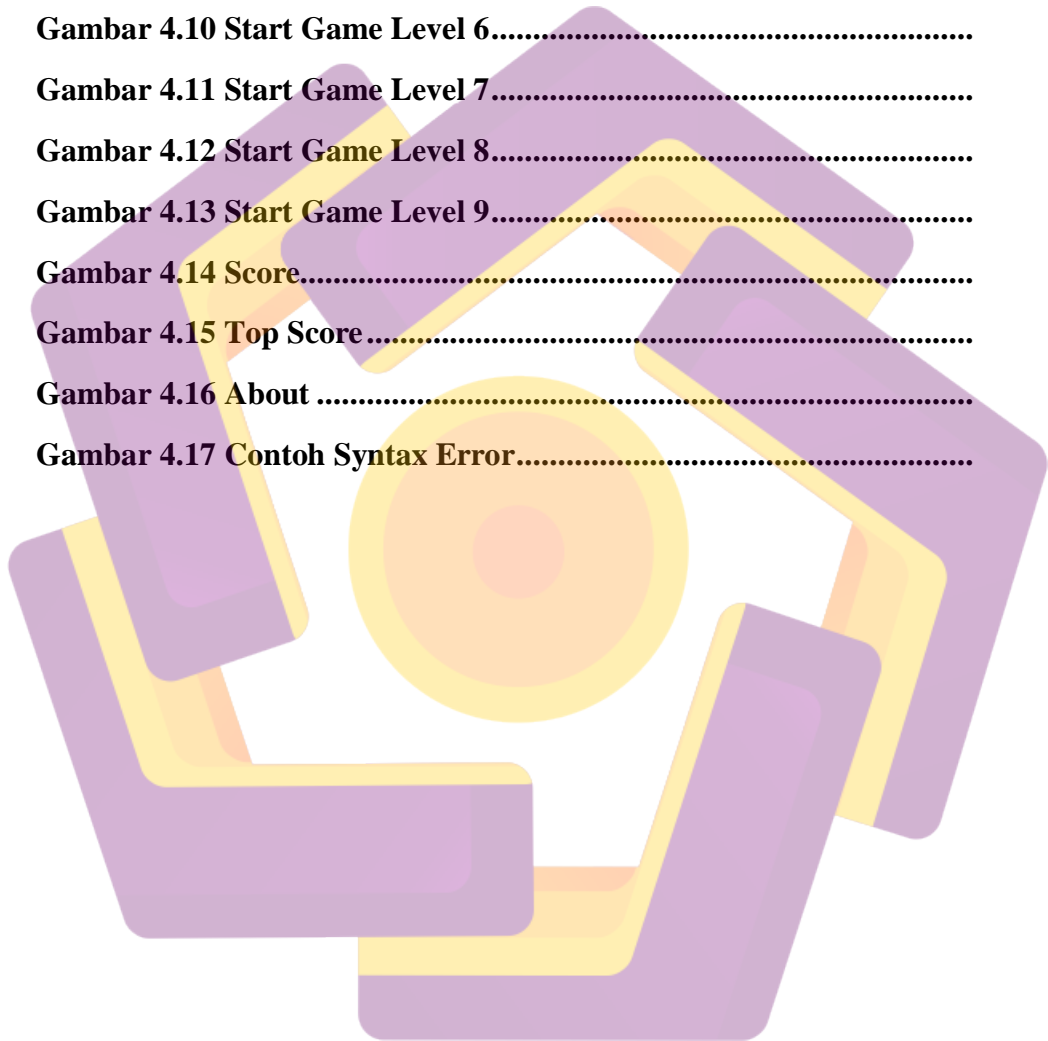 Gambar 4.10 Start Game Level 6..........................................................
Gambar 4.11 Start Game Level 7..........................................................
Gambar 4.12 Start Game Level 8..........................................................
Gambar 4.13 Start Game Level 9..........................................................
Gambar 4.14 Score.................................................................................
Gambar 4.15 Top Score .........................................................................
Gambar 4.16 About ...............................................................................
Gambar 4.17 Contoh Syntax Error.......................................................